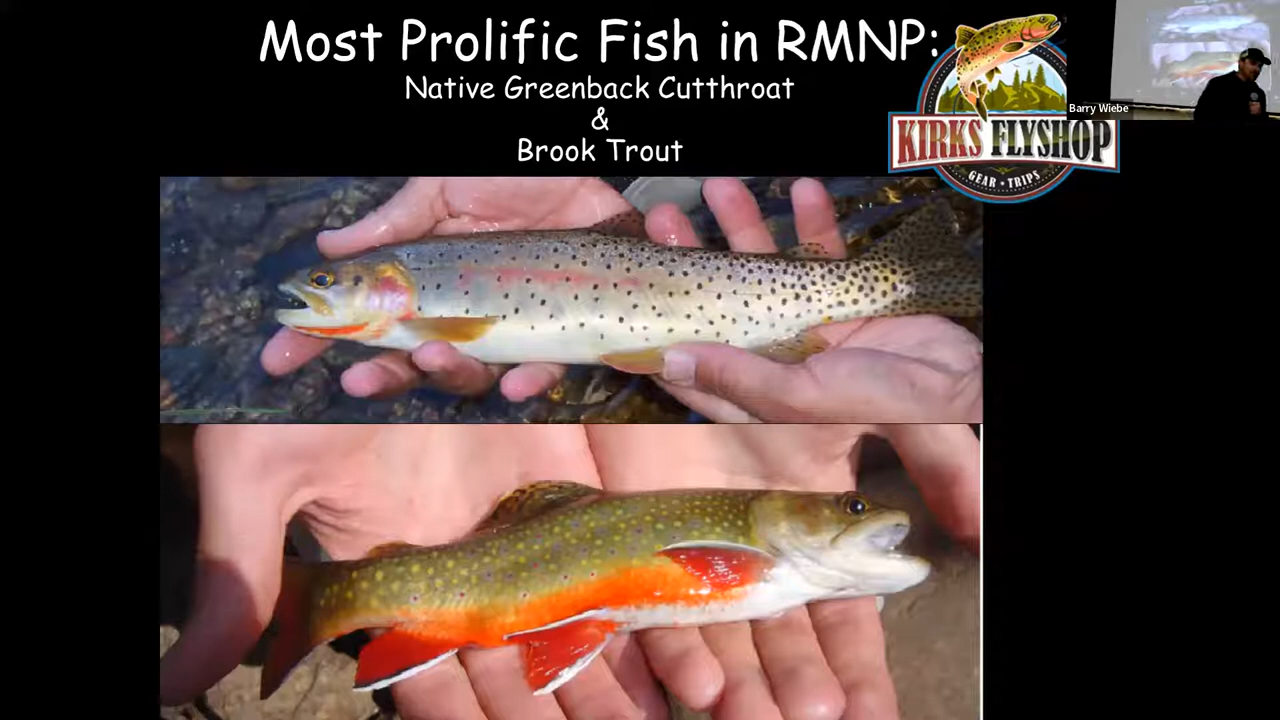 Most Prolific Fish in RMNP:
Native Greenback Cutthroat
&
Brook Trout
KIRKS FLYSHOP
GEAR • TRIPS
Barry Wiebe